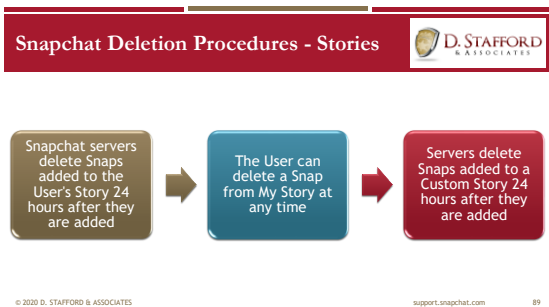 Snapchat Deletion Procedures - Stories
D. STAFFORD
& ASSOCIATES
Snapchat servers
delete Snaps
added to the
User's Story 24
hours after they
are added
The User can
delete a Snap
from My Story at
any time
Servers delete
Snaps added to a
Custom Story 24
hours after they
are added
© 2020 D. STAFFORD & ASSOCIATES
support.snapchat.com
89